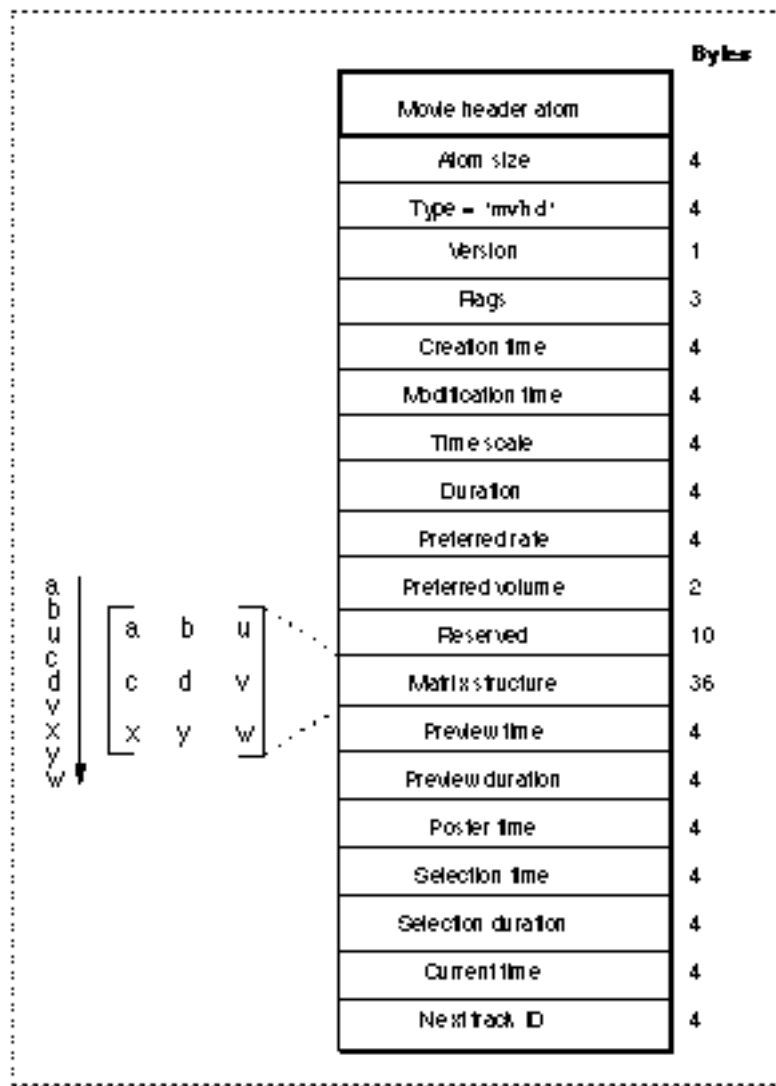 Bytes
Movie header atom
Atom size 4
Type = 'mvhd' 4
Version 1
Flags 3
Creation time 4
Modification time 4
Time scale 4
Duration 4
Preferred rate 4
Preferred volume 2
Reserved 10
Matrix structure 36
Preview time 4
Preview duration 4
Poster time 4
Selection time 4
Selection duration 4
Current time 4
Next track ID 4
a
b
u
c
d
v
x
y
w
a b u
c d v
x y w